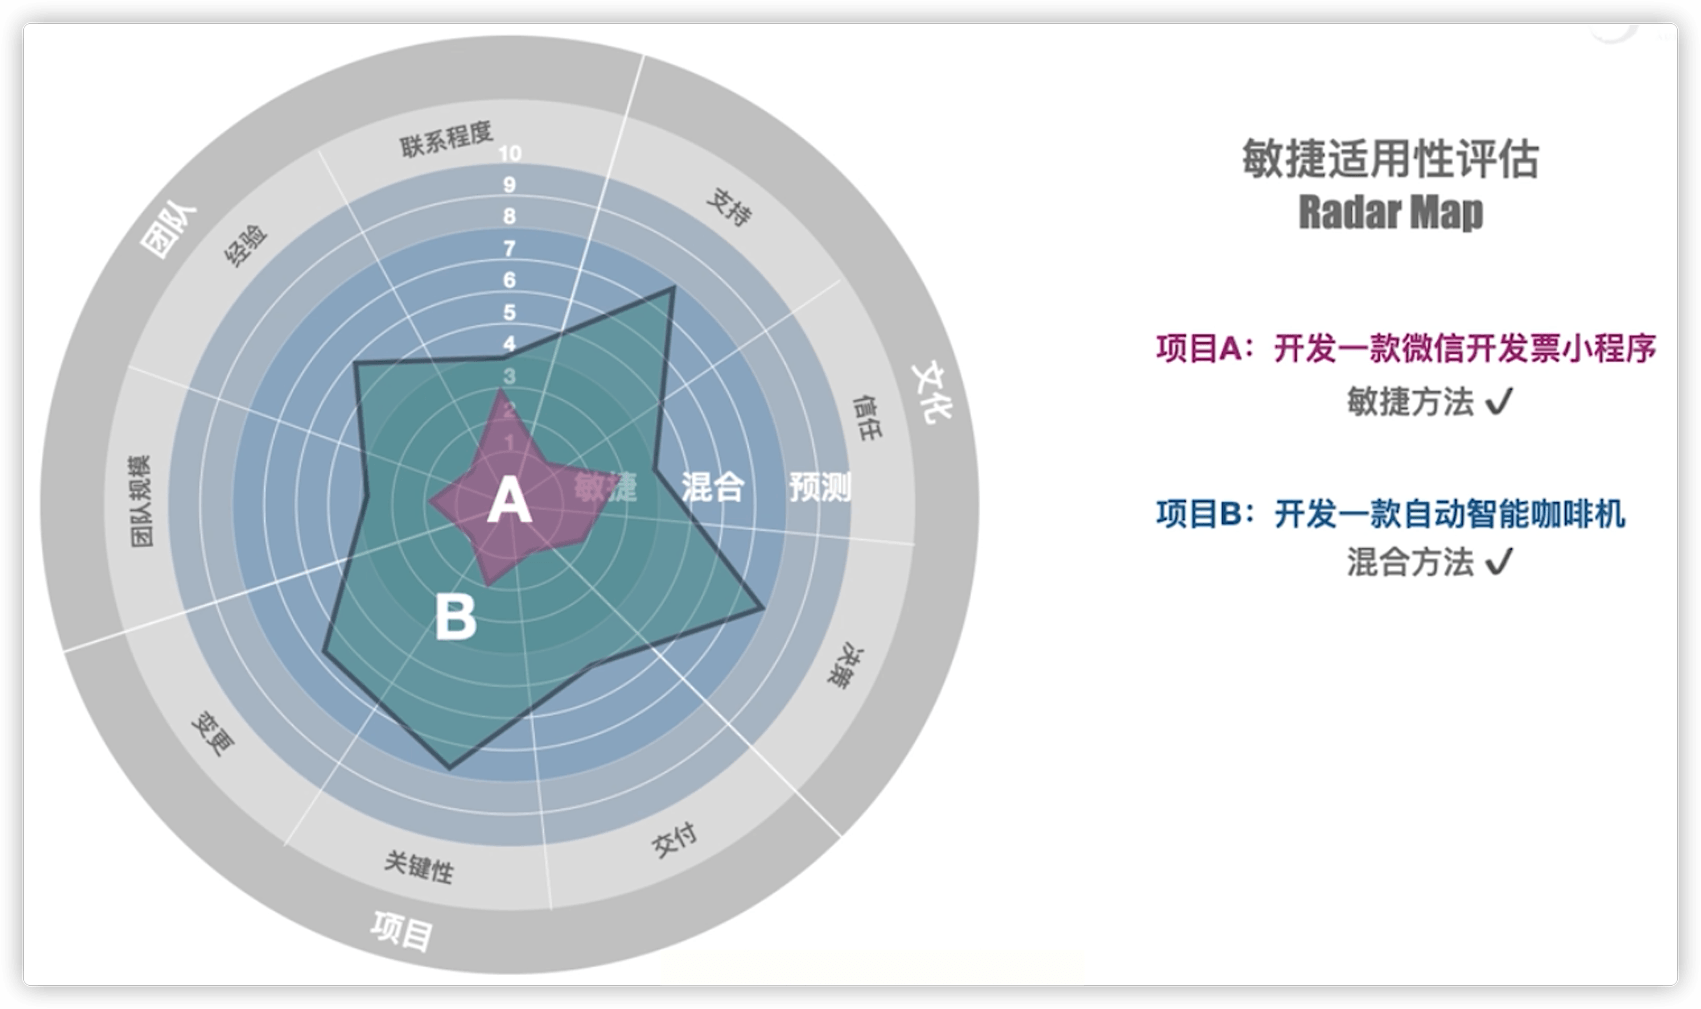 联系程度
10
9
8
7
6
5
4
3
2
1
支持
信任
文化
决策
交付
关键性
项目
变更
团队规模
经验
团队
敏捷
混合
预测
A
B
敏捷适用性评估
Radar Map
项目A：开发一款微信开发票小程序
敏捷方法 ✓
项目B：开发一款自动智能咖啡机
混合方法 ✓